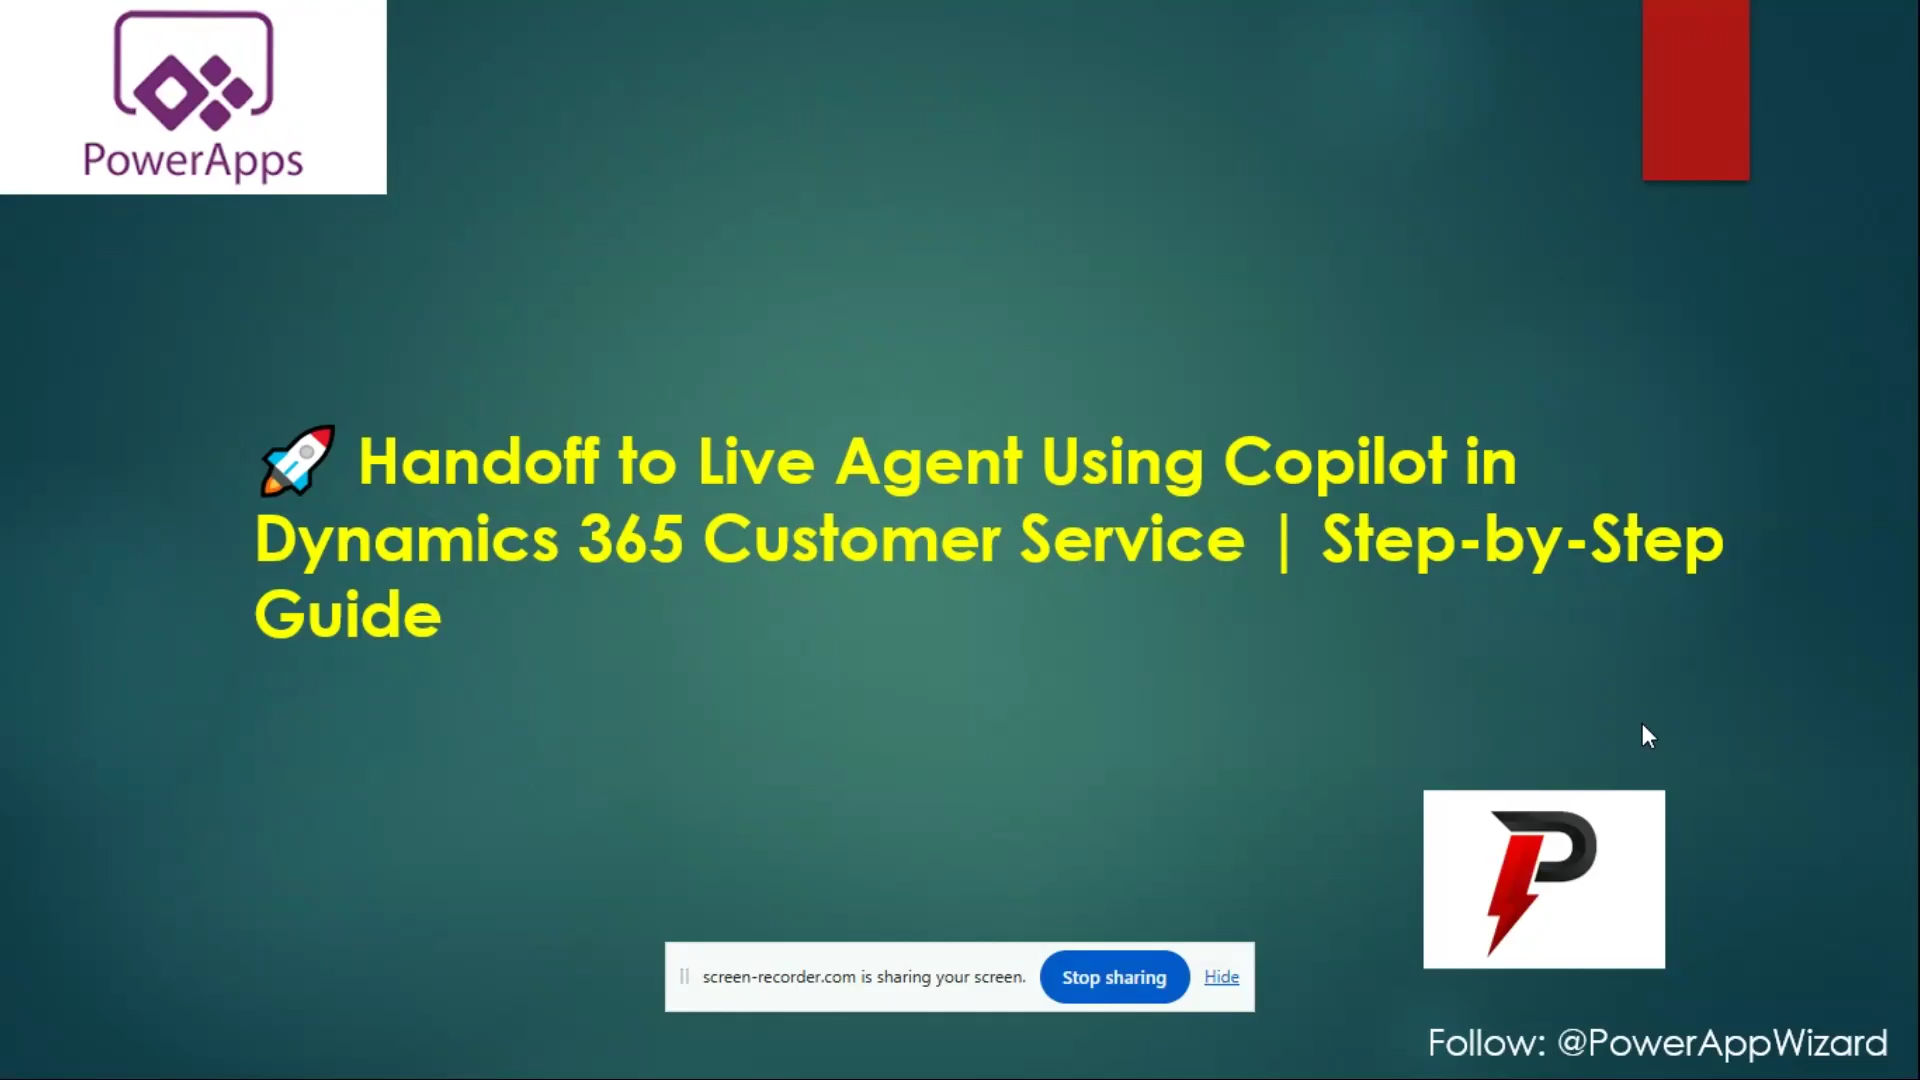 PowerApps
🚀 Handoff to Live Agent Using Copilot in
Dynamics 365 Customer Service | Step-by-Step
Guide
screen-recorder.com is sharing your screen.
Stop sharing
Hide
Follow: @PowerAppWizard